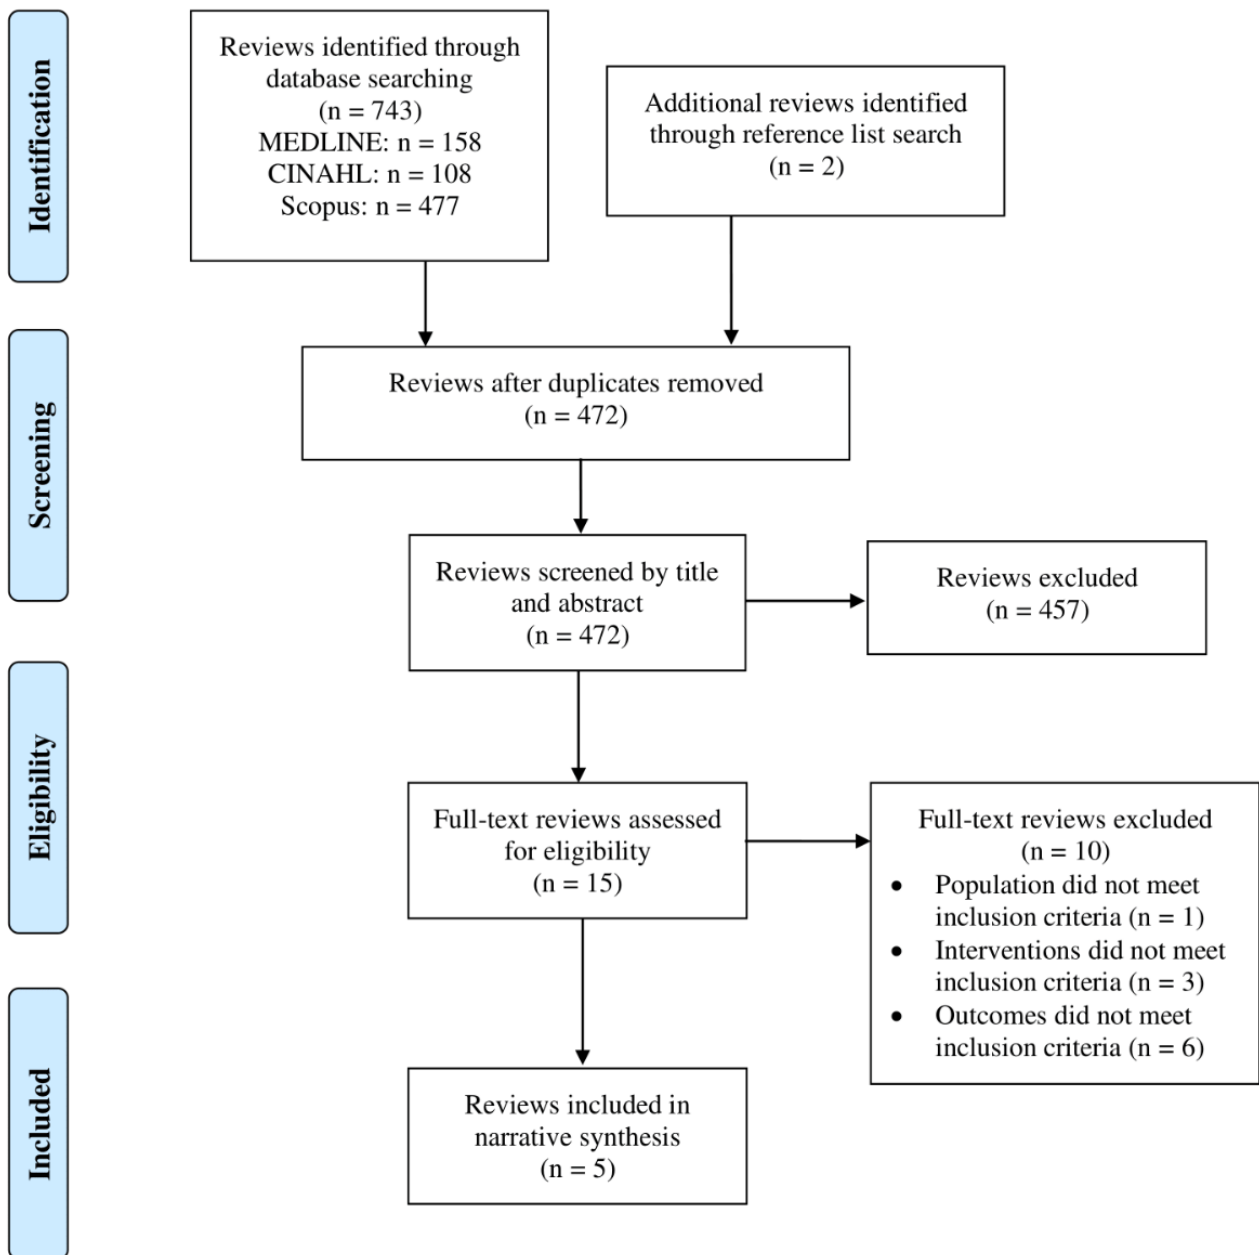 Identification
Reviews identified through
database searching
(n = 743)
MEDLINE: n = 158
CINAHL: n = 108
Scopus: n = 477
Additional reviews identified
through reference list search
(n = 2)
Screening
Reviews after duplicates removed
(n = 472)
Reviews screened by title
and abstract
(n = 472)
Reviews excluded
(n = 457)
Eligibility
Full-text reviews assessed
for eligibility
(n = 15)
Full-text reviews excluded
(n = 10)
• Population did not meet
inclusion criteria (n = 1)
• Interventions did not meet
inclusion criteria (n = 3)
• Outcomes did not meet
inclusion criteria (n = 6)
Included
Reviews included in
narrative synthesis
(n = 5)